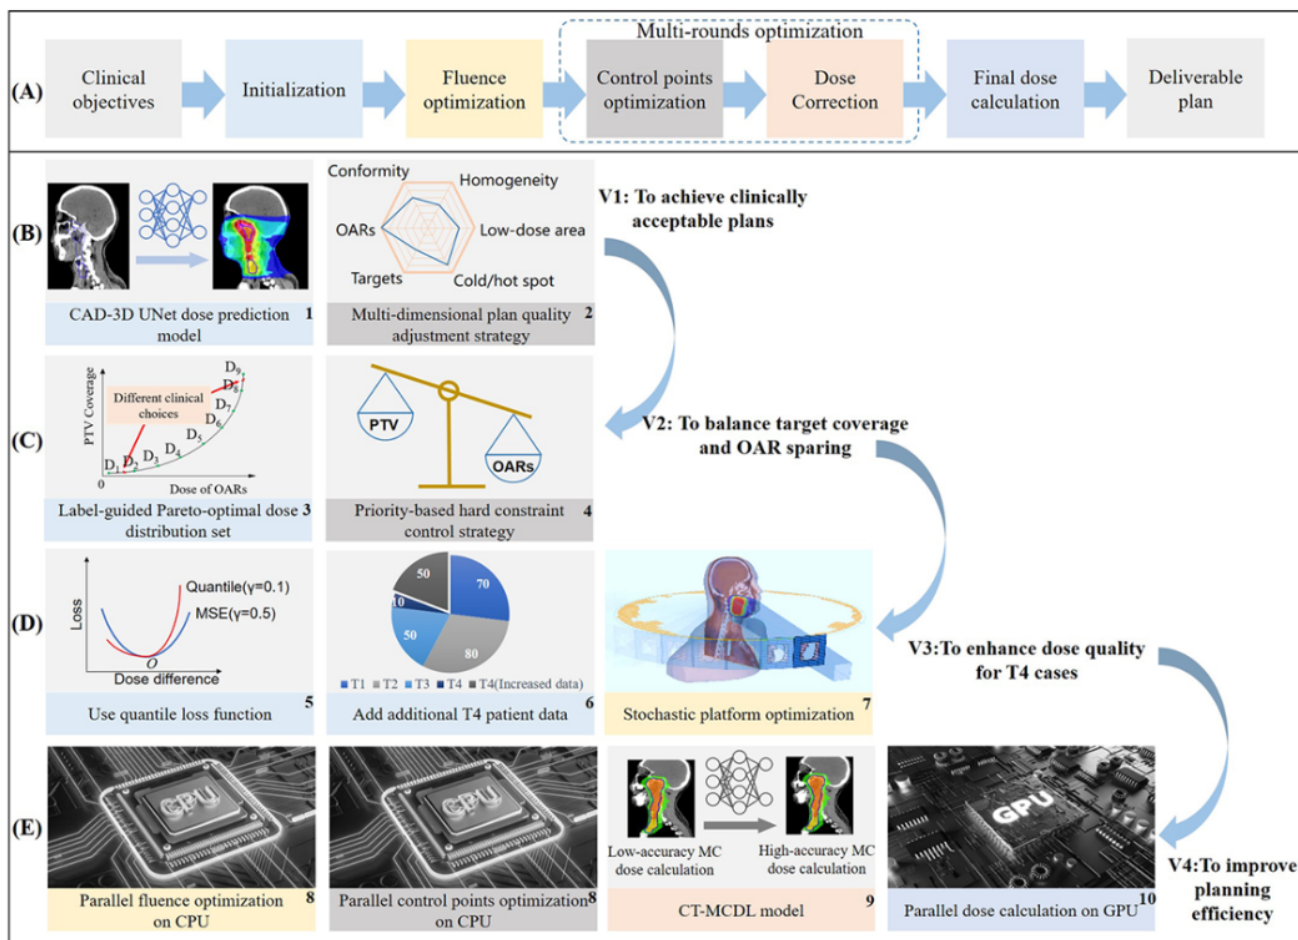 Multi-rounds optimization
(A)
Clinical
objectives
Initialization
Fluence
optimization
Control points
optimization
Dose
Correction
Final dose
calculation
Deliverable
plan
(B)
CAD-3D UNet dose prediction
model
1
Conformity
Homogeneity
OARs
Low-dose area
Targets
Cold/hot spot
Multi-dimensional plan quality
adjustment strategy
2
V1: To achieve clinically
acceptable plans
(C)
PTV Coverage
Different clinical
choices
D₁
D₂
D₃
D₄
D₅
D₆
D₇
D₈
D₉
0
Dose of OARs
Label-guided Pareto-optimal dose
distribution set
3
PTV
OARs
Priority-based hard constraint
control strategy
4
V2: To balance target coverage
and OAR sparing
(D)
Loss
Quantile(γ=0.1)
MSE(γ=0.5)
O
Dose difference
Use quantile loss function
5
50
70
10
50
80
T1 T2 T3 T4 T4(Increased data)
Add additional T4 patient data
6
Stochastic platform optimization
7
V3:To enhance dose quality
for T4 cases
(E)
CPU
Parallel fluence optimization
on CPU
8
CPU
Parallel control points optimization
on CPU
8
Low-accuracy MC
dose calculation
High-accuracy MC
dose calculation
CT-MCDL model
9
GPU
Parallel dose calculation on GPU
10
V4:To improve
planning
efficiency